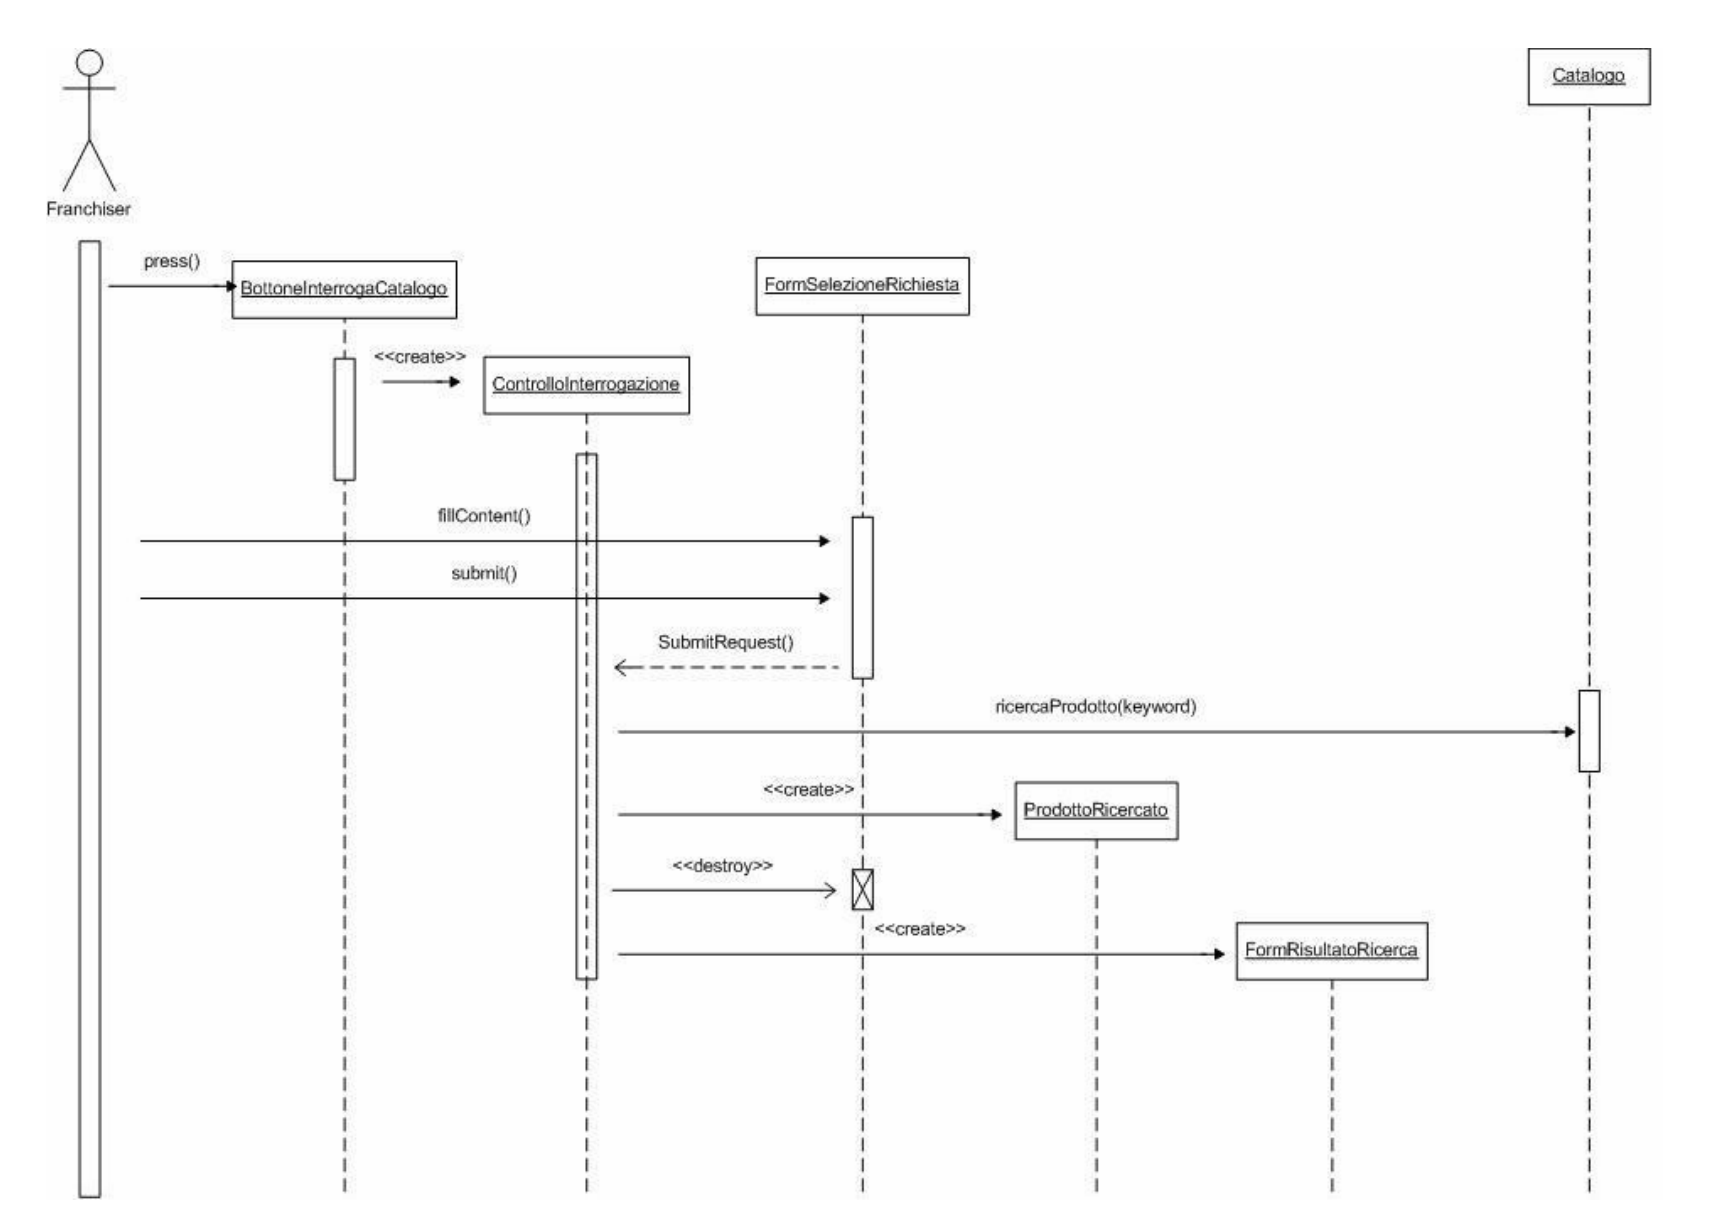 Catalogo
Franchiser
press()
BottoneInterrogaCatalogo
FormSelezioneRichiesta
<<create>>
ControlloInterrogazione
fillContent()
submit()
SubmitRequest()
ricercaProdotto(keyword)
<<create>>
ProdottoRicercato
<<destroy>>
<<create>>
FormRisultatoRicerca